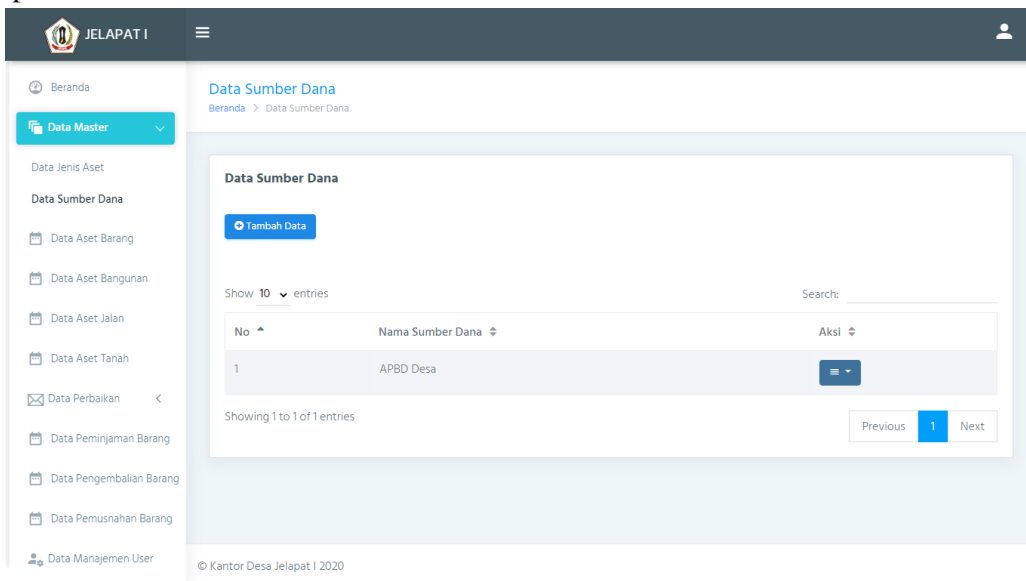 JELAPAT I
Beranda
Data Master
Data Jenis Aset
Data Sumber Dana
Data Aset Barang
Data Aset Bangunan
Data Aset Jalan
Data Aset Tanah
Data Perbaikan
Data Peminjaman Barang
Data Pengembalian Barang
Data Pemusnahan Barang
Data Manajemen User
Data Sumber Dana
Beranda > Data Sumber Dana
Data Sumber Dana
Tambah Data
Show 10 entries
Search:
No Nama Sumber Dana Aksi
1 APBD Desa
Showing 1 to 1 of 1 entries
Previous 1 Next
© Kantor Desa Jelapat I 2020